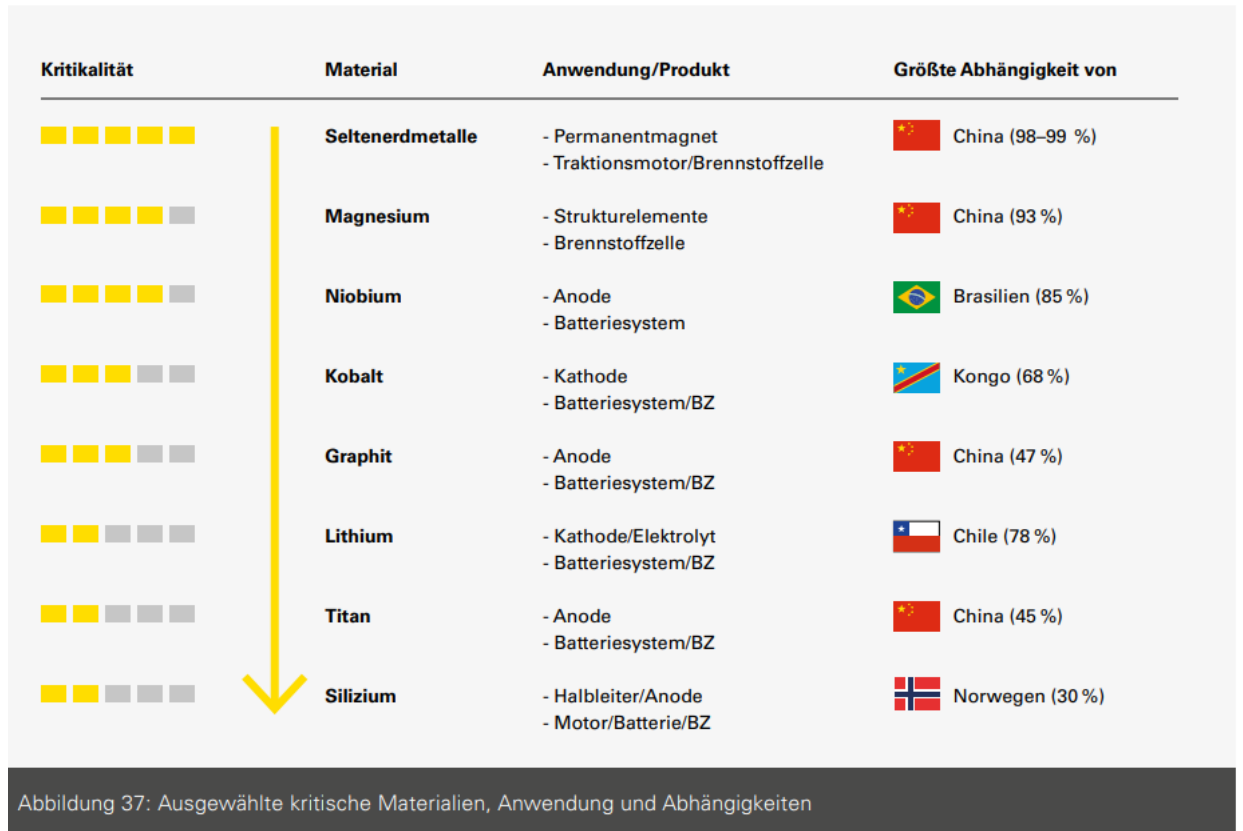 Kritikalität Material Anwendung/Produkt Größte Abhängigkeit von
Seltenerdmetalle - Permanentmagnet China (98–99 %)
- Traktionsmotor/Brennstoffzelle
Magnesium - Strukturelemente China (93 %)
- Brennstoffzelle
Niobium - Anode Brasilien (85 %)
- Batteriesystem
Kobalt - Kathode Kongo (68 %)
- Batteriesystem/BZ
Graphit - Anode China (47 %)
- Batteriesystem/BZ
Lithium - Kathode/Elektrolyt Chile (78 %)
- Batteriesystem/BZ
Titan - Anode China (45 %)
- Batteriesystem/BZ
Silizium - Halbleiter/Anode Norwegen (30 %)
- Motor/Batterie/BZ
Abbildung 37: Ausgewählte kritische Materialien, Anwendung und Abhängigkeiten